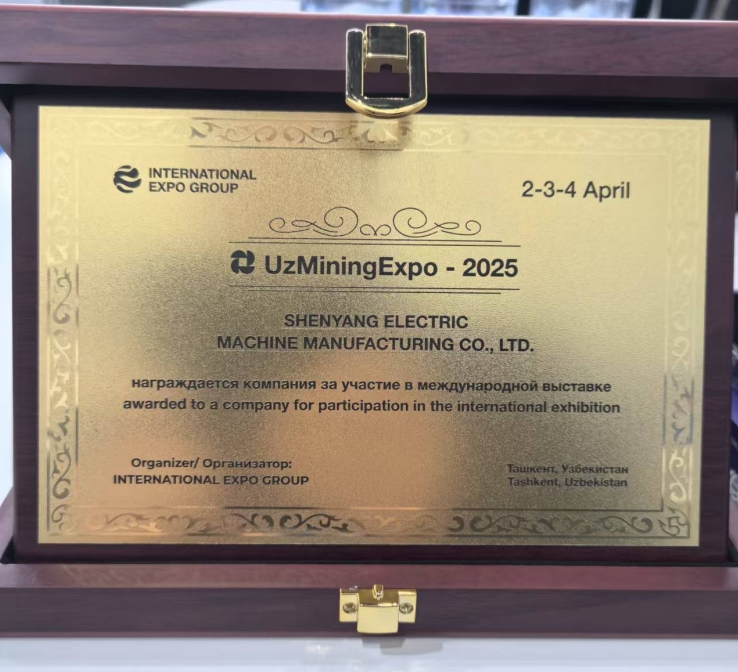 INTERNATIONAL
EXPO GROUP
2-3-4 April
UzMiningExpo - 2025
SHENYANG ELECTRIC
MACHINE MANUFACTURING CO., LTD.
награждается компания за участие в международной выставке
awarded to a company for participation in the international exhibition
Organizer/ Организатор:
INTERNATIONAL EXPO GROUP
Ташкент, Узбекистан
Tashkent, Uzbekistan